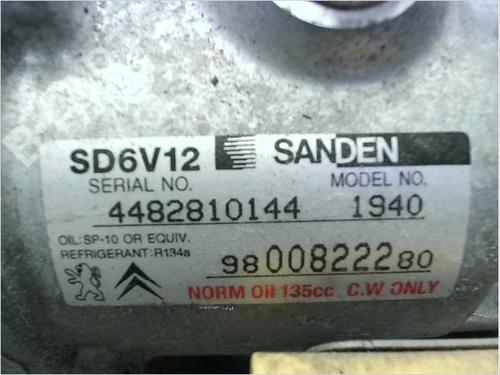 SD6V12 SANDEN
SERIAL NO. MODEL NO.
4482810144 1940
OIL:SP-10 OR EQUIV.
REFRIGERANT:R134a
9800822280
NORM Oil 135cc C.W ONLY